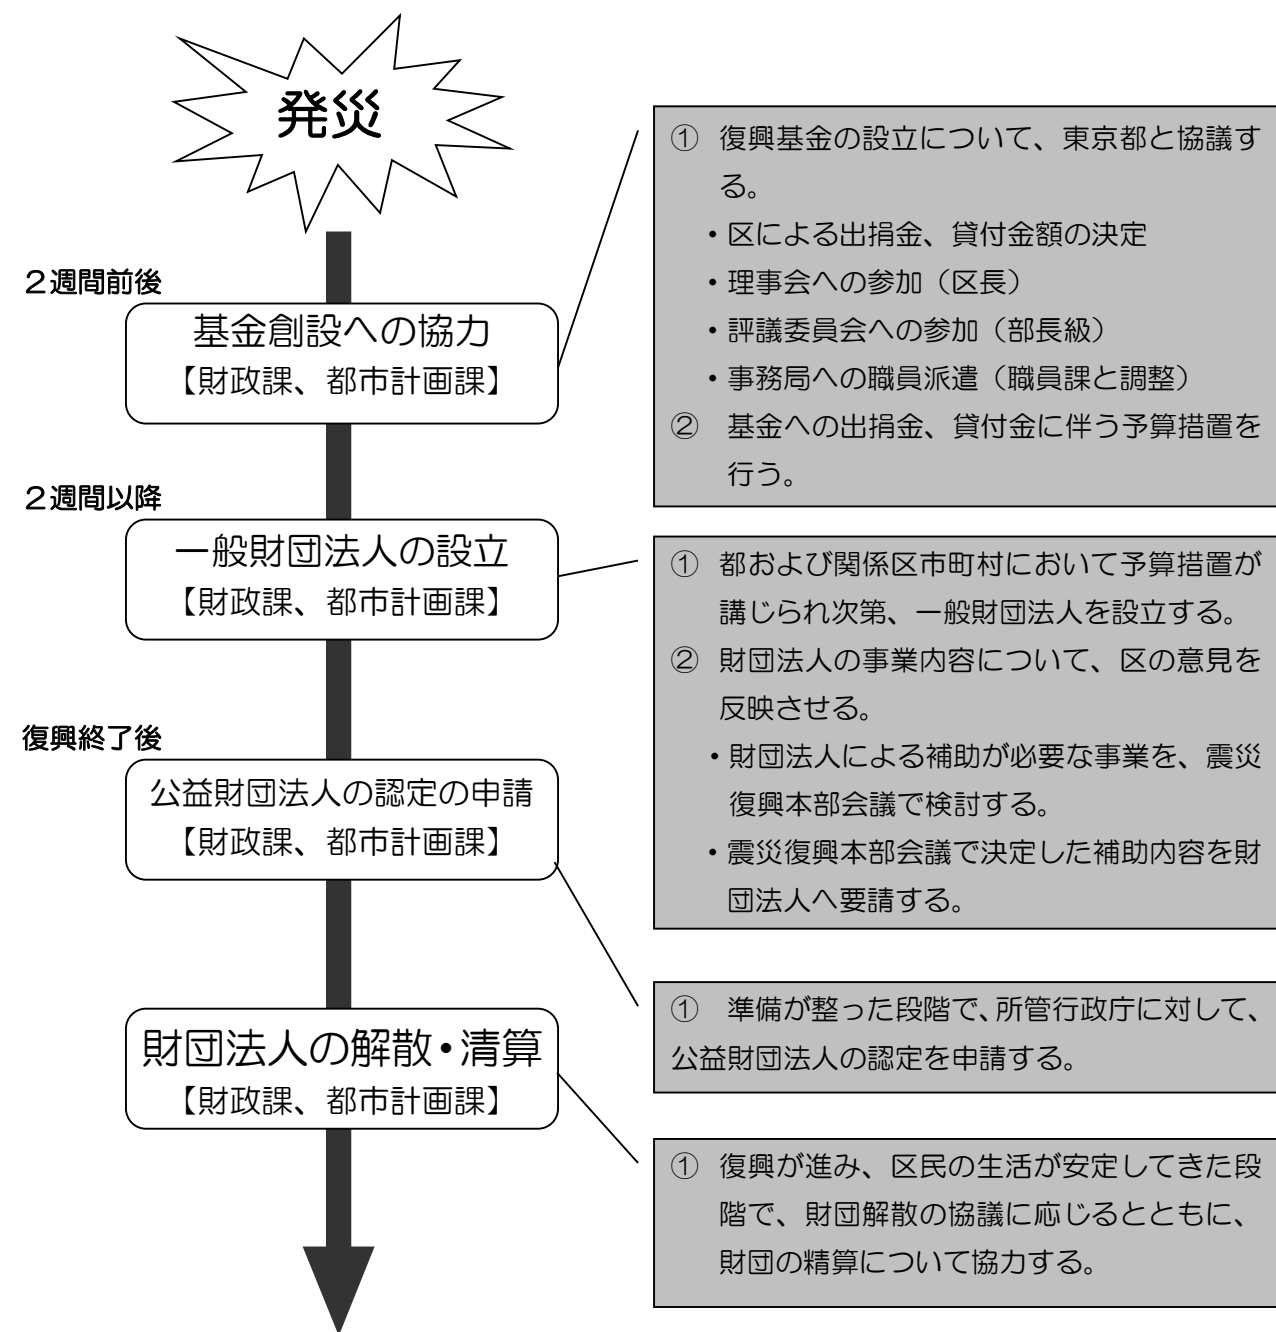 発災
２週間前後
基金創設への協力
【財政課、都市計画課】
① 復興基金の設立について、東京都と協議す
る。
・区による出捐金、貸付金額の決定
・理事会への参加（区長）
・評議委員会への参加（部長級）
・事務局への職員派遣（職員課と調整）
② 基金への出捐金、貸付金に伴う予算措置を
行う。
２週間以降
一般財団法人の設立
【財政課、都市計画課】
① 都および関係区市町村において予算措置が
講じられ次第、一般財団法人を設立する。
② 財団法人の事業内容について、区の意見を
反映させる。
・財団法人による補助が必要な事業を、震災
復興本部会議で検討する。
・震災復興本部会議で決定した補助内容を財
団法人へ要請する。
復興終了後
公益財団法人の認定の申請
【財政課、都市計画課】
① 準備が整った段階で、所管行政庁に対して、
公益財団法人の認定を申請する。
財団法人の解散・清算
【財政課、都市計画課】
① 復興が進み、区民の生活が安定してきた段
階で、財団解散の協議に応じるとともに、
財団の精算について協力する。